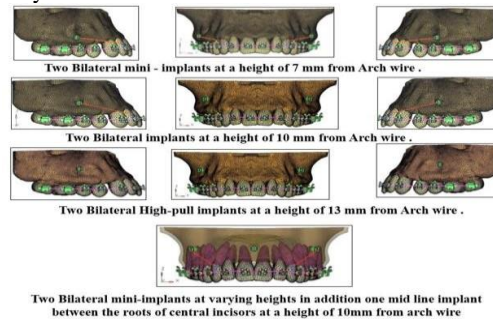 Two Bilateral mini - implants at a height of 7 mm from Arch wire .
Two Bilateral implants at a height of 10 mm from Arch wire .
Two Bilateral High-pull implants at a height of 13 mm from Arch wire .
Two Bilateral mini-implants at varying heights in addition one mid line implant
between the roots of central incisors at a height of 10mm from arch wire